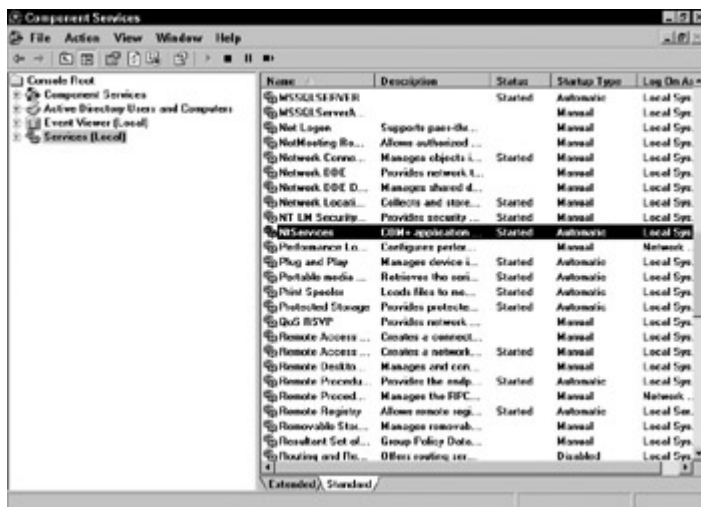 Component Services
File Action View Window Help
Console Root
Component Services
Active Directory Users and Computers
Event Viewer (Local)
Services (Local)
Name Description Status Startup Type Log On As
MSSQLSERVER Started Automatic Local Sys.
MSSQLServerA... Manual Local Sys.
Net Logon Supports pass-thr... Manual Local Sys.
NetMeeting Re... Allows authorized ... Manual Local Sys.
Network Conne... Manages objects i... Started Manual Local Sys.
Network DDE Provides network t... Manual Local Sys.
Network DDE D... Manages shared d... Manual Local Sys.
Network Locati... Collects and store... Started Manual Local Sys.
NT LM Security... Provides security ... Started Manual Local Sys.
NtServices COM+ application ... Started Automatic Local Sys.
Performance Lo... Configures perfor... Manual Network ..
Plug and Play Manages device i... Started Automatic Local Sys.
Portable media ... Retrieves the seri... Started Automatic Local Sys.
Print Spooler Loads files to me... Started Automatic Local Sys.
Protected Storage Provides protecte... Started Automatic Local Sys.
QoS RSVP Provides network ... Manual Local Sys.
Remote Access ... Creates a connect... Manual Local Sys.
Remote Access ... Creates a network... Started Manual Local Sys.
Remote Deskto... Manages and con... Manual Local Sys.
Remote Procedu... Provides the endp... Started Automatic Local Sys.
Remote Proced... Manages the RPC... Manual Network ..
Remote Registry Allows remote regi... Started Automatic Local Ser.
Removable Stor... Manages removab... Manual Local Sys.
Resultant Set of... Group Policy Data... Manual Local Sys.
Routing and Re... Offers routing ser... Disabled Local Sys.
Extended Standard